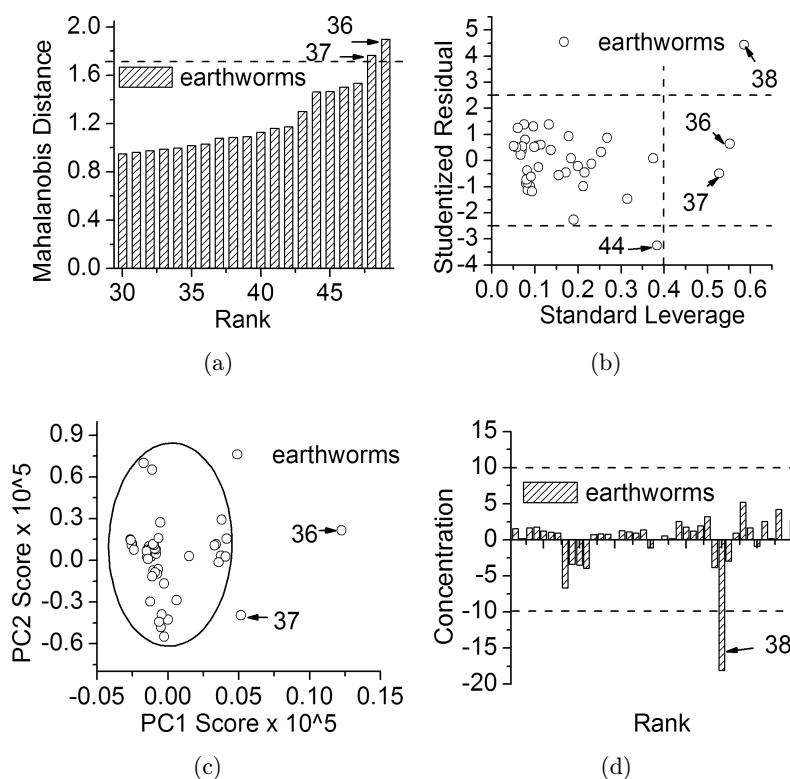 2.0
1.6
1.2
0.8
0.4
0.0
Mahalanobis Distance
36
37
earthworms
30 35 40 45
Rank
(a)
5
4
3
2
1
0
-1
-2
-3
-4
Studentized Residual
earthworms
38
36
37
44
0.0 0.1 0.2 0.3 0.4 0.5 0.6
Standard Leverage
(b)
0.9
0.6
0.3
0.0
-0.3
-0.6
PC2 Score x 10^5
earthworms
36
37
-0.05 0.00 0.05 0.10 0.15
PC1 Score x 10^5
(c)
15
10
5
0
-5
-10
-15
-20
Concentration
earthworms
38
Rank
(d)